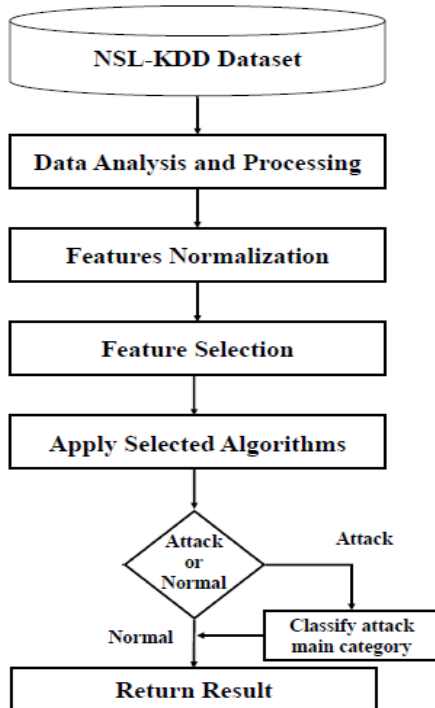 NSL-KDD Dataset
Data Analysis and Processing
Features Normalization
Feature Selection
Apply Selected Algorithms
Attack
or
Normal
Attack
Normal
Classify attack
main category
Return Result